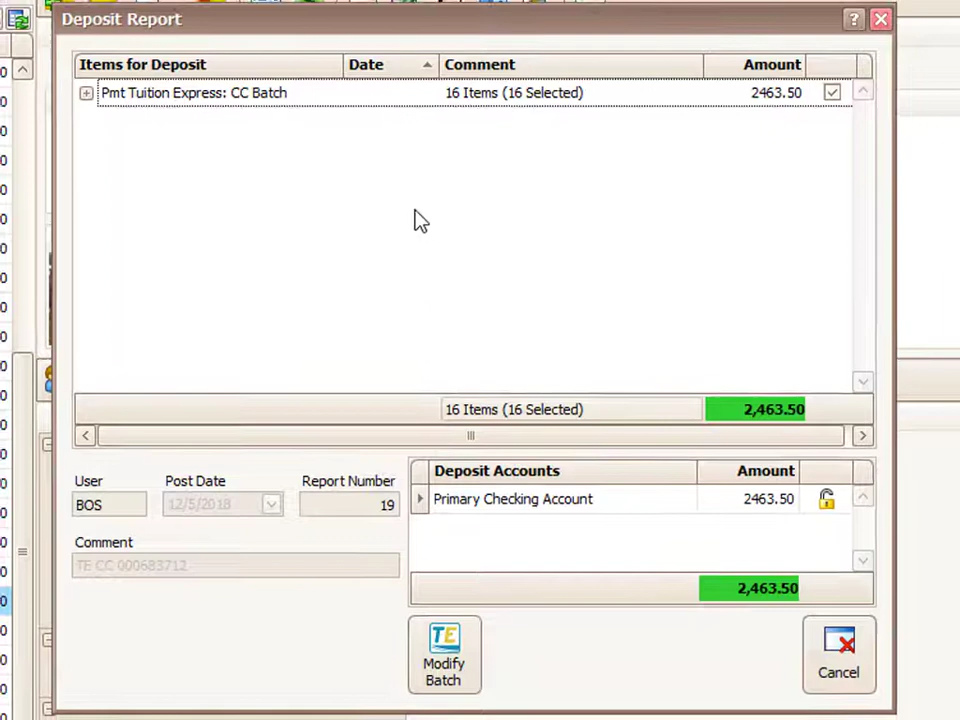 Deposit Report
Items for Deposit Date Comment Amount
Pmt Tuition Express: CC Batch 16 Items (16 Selected) 2463.50
16 Items (16 Selected) 2,463.50
User Post Date Report Number
BOS 12/5/2018 19
Comment
TE CC 000683712
Deposit Accounts Amount
Primary Checking Account 2463.50
2,463.50
TE
Modify
Batch
Cancel